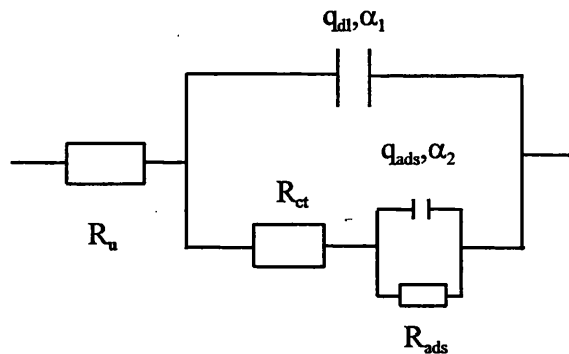 q_dl,α_1
q_ads,α_2
R_ct
R_u
R_ads